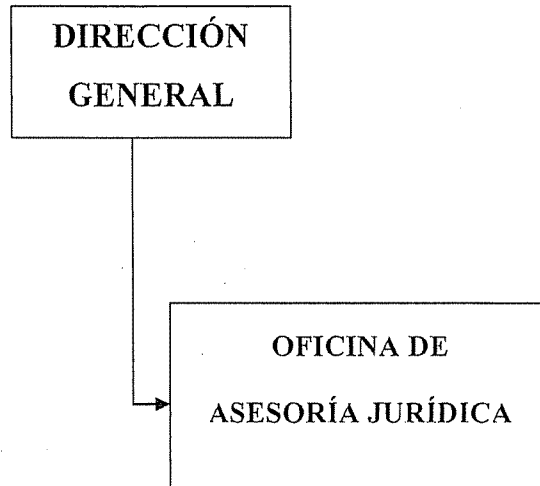 DIRECCIÓN
GENERAL
OFICINA DE
ASESORÍA JURÍDICA